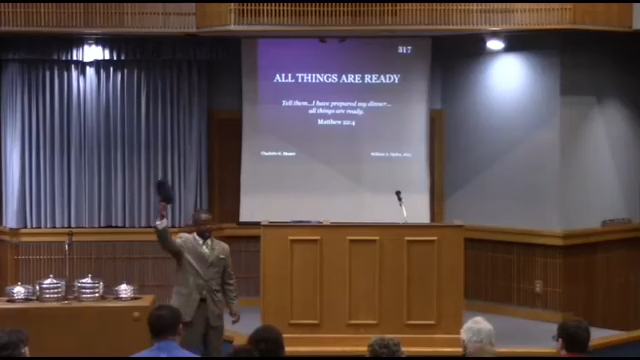 317
ALL THINGS ARE READY
Tell them...I have prepared my dinner...
all things are ready.
Matthew 22:4